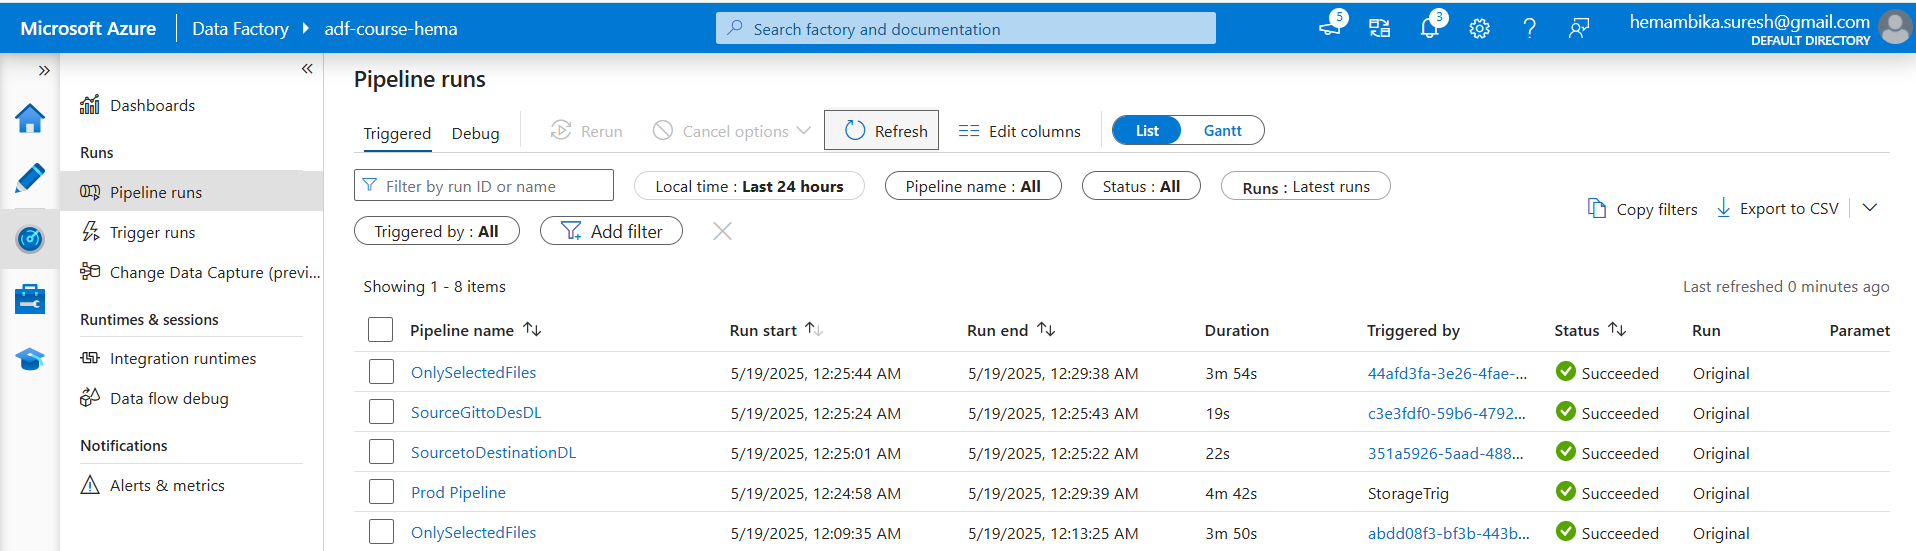 Microsoft Azure Data Factory adf-course-hema Search factory and documentation 5 3 hemambika.suresh@gmail.com
DEFAULT DIRECTORY
Dashboards
Runs
Pipeline runs
Trigger runs
Change Data Capture (previ...
Runtimes & sessions
Integration runtimes
Data flow debug
Notifications
Alerts & metrics
Pipeline runs
Triggered Debug Rerun Cancel options Refresh Edit columns List Gantt
Filter by run ID or name Local time : Last 24 hours Pipeline name : All Status : All Runs : Latest runs
Triggered by : All Add filter Copy filters Export to CSV
Showing 1 - 8 items Last refreshed 0 minutes ago
Pipeline name Run start Run end Duration Triggered by Status Run Paramet
OnlySelectedFiles 5/19/2025, 12:25:44 AM 5/19/2025, 12:29:38 AM 3m 54s 44afd3fa-3e26-4fae-... Succeeded Original
SourceGittoDesDL 5/19/2025, 12:25:24 AM 5/19/2025, 12:25:43 AM 19s c3e3fdf0-59b6-4792... Succeeded Original
SourcetoDestinationDL 5/19/2025, 12:25:01 AM 5/19/2025, 12:25:22 AM 22s 351a5926-5aad-488... Succeeded Original
Prod Pipeline 5/19/2025, 12:24:58 AM 5/19/2025, 12:29:39 AM 4m 42s StorageTrig Succeeded Original
OnlySelectedFiles 5/19/2025, 12:09:35 AM 5/19/2025, 12:13:25 AM 3m 50s abdd08f3-bf3b-443b... Succeeded Original